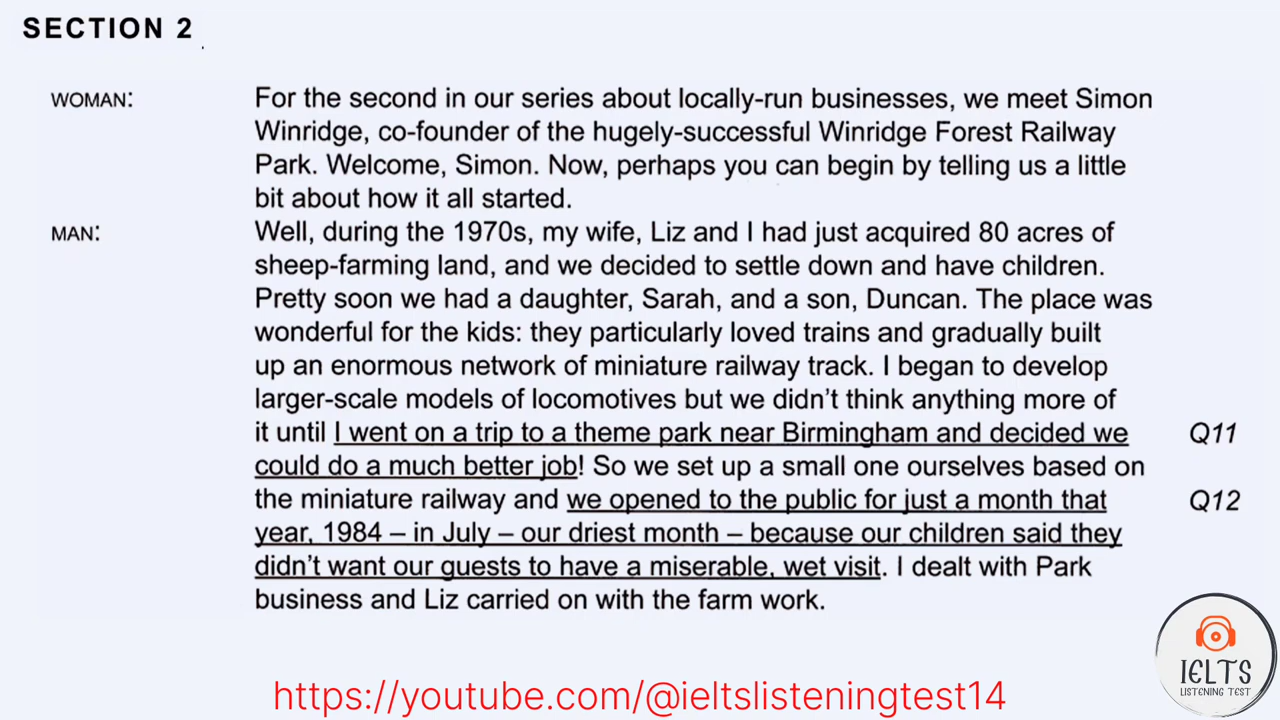 SECTION 2
WOMAN: For the second in our series about locally-run businesses, we meet Simon
Winridge, co-founder of the hugely-successful Winridge Forest Railway
Park. Welcome, Simon. Now, perhaps you can begin by telling us a little
bit about how it all started.
MAN: Well, during the 1970s, my wife, Liz and I had just acquired 80 acres of
sheep-farming land, and we decided to settle down and have children.
Pretty soon we had a daughter, Sarah, and a son, Duncan. The place was
wonderful for the kids: they particularly loved trains and gradually built
up an enormous network of miniature railway track. I began to develop
larger-scale models of locomotives but we didn't think anything more of
it until I went on a trip to a theme park near Birmingham and decided we Q11
could do a much better job! So we set up a small one ourselves based on
the miniature railway and we opened to the public for just a month that Q12
year, 1984 – in July – our driest month – because our children said they
didn't want our guests to have a miserable, wet visit. I dealt with Park
business and Liz carried on with the farm work.
IELTS
LISTENING TEST
https://youtube.com/@ieltslisteningtest14